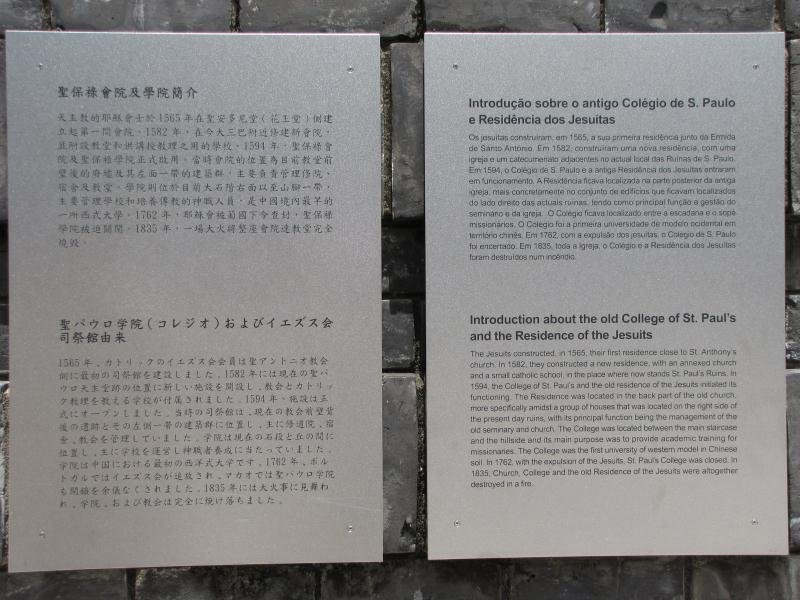 聖保祿會院及學院簡介
天主教的耶穌會士於1565年在聖安多尼堂（花王堂）側建
立起第一間會院，1582年，在今大三巴附近修建新會院，
並附設教堂和供講授教理之用的學校，1594年，聖保祿會
院及聖保祿學院正式啟用。當時會院的位置為目前教堂前
壁後的廢墟及其左面一帶的建築群，主要負責管理修院、
宿舍及教堂。學院則位於目前大石階右面以至山腳一帶，
主要管理學校和培養傳教的神職人員，是中國境內最早的
一所西式大學。1762年，耶穌會被葡國下令查封，聖保祿
學院被迫關閉。1835年，一場大火將整座會院連教堂完全
燒毀。
聖パウロ学院（コレジオ）およびイエズス会
司祭館由来
1565年、カトリックのイエズス会会員は聖アントニオ教会
側に最初の司祭館を建設しました。1582年には現在の聖パ
ウロ天主堂跡の位置に新しい施設を開設し、教会とカトリッ
ク教理を教える学校が付属されました。1594年、施設は正
式にオープンしました。当時の司祭館は、現在の教会前壁背
後の遺跡とその左側一帯の建築群に位置し、主に修道院、宿
舎、教会を管理していました。学院は現在の石段と丘の間に
位置し、主に学校を運営し神職者養成に当たっていました。
学院は中国における最初の西洋式大学です。1762年、ポル
トガルではイエズス会が追放され、マカオでは聖パウロ学院
も閉館を余儀なくされました。1835年には大火事に見舞わ
れ、学院、および教会は完全に焼け落ちました。
Introdução sobre o antigo Colégio de S. Paulo
e Residência dos Jesuítas
Os jesuítas construíram, em 1565, a sua primeira residência junto da Ermida
de Santo António. Em 1582, construíram uma nova residência, com uma
igreja e um catecumenato adjacentes no actual local das Ruínas de S. Paulo.
Em 1594, o Colégio de S. Paulo e a antiga Residência dos Jesuítas entraram
em funcionamento. A Residência ficava localizada na parte posterior da antiga
igreja, mais concretamente no conjunto de edifícios que ficavam localizados
do lado direito das actuais ruínas, tendo como principal função a gestão do
seminário e da igreja. O Colégio ficava localizado entre a escadaria e o sopé
missionários. O Colégio foi a primeira universidade de modelo ocidental em
território chinês. Em 1762, com a expulsão dos jesuítas, o Colégio de S. Paulo
foi encerrado. Em 1835, toda a Igreja, o Colégio e a Residência dos Jesuítas
foram destruídos num incêndio.
Introduction about the old College of St. Paul's
and the Residence of the Jesuits
The Jesuits constructed, in 1565, their first residence close to St. Anthony's
church. In 1582, they constructed a new residence, with an annexed church
and a small catholic school, in the place where now stands St. Paul's Ruins. In
1594, the College of St. Paul's and the old residence of the Jesuits initiated its
functioning. The Residence was located in the back part of the old church,
more specifically amidst a group of houses that was located on the right side of
the present day ruins, with its principal function being the management of the
old seminary and church. The College was located between the main staircase
and the hillside and its main purpose was to provide academic training for
missionaries. The College was the first university of western model in Chinese
soil. In 1762, with the expulsion of the Jesuits, St. Paul's College was closed. In
1835, Church, College and the old Residence of the Jesuits were altogether
destroyed in a fire.